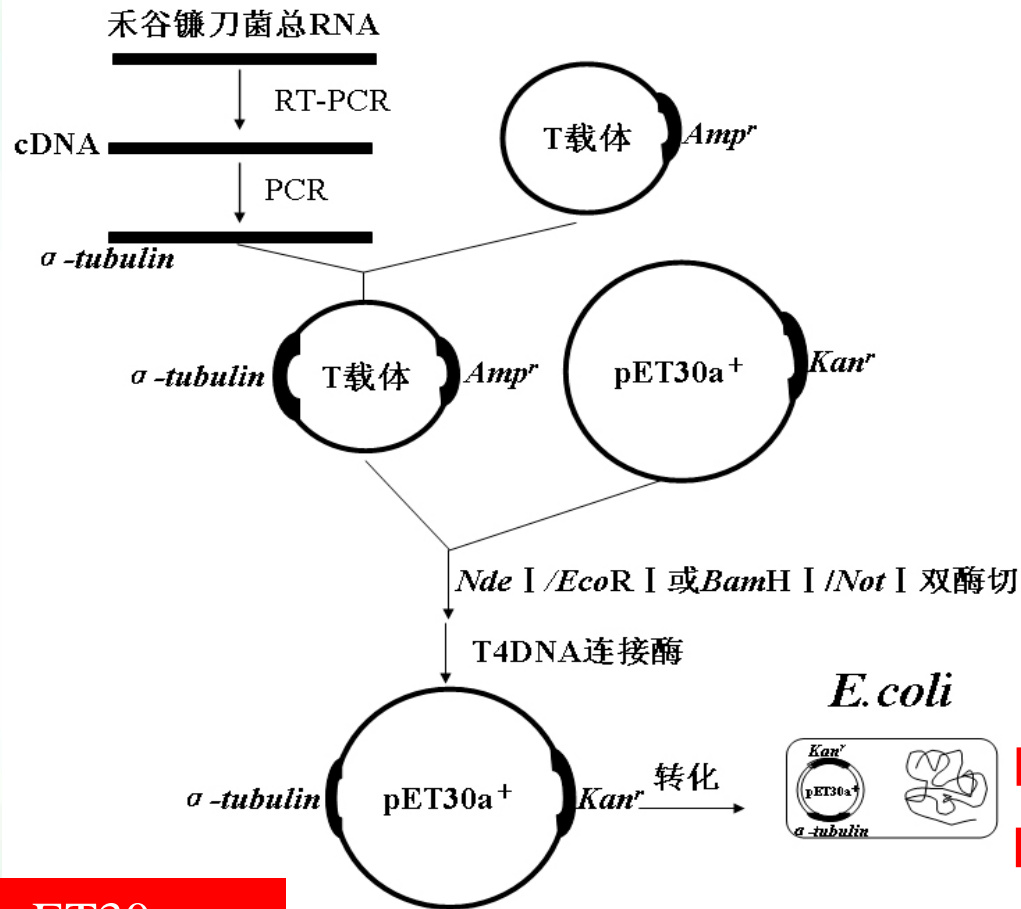 禾谷镰刀菌总RNA
RT-PCR
cDNA
PCR
α-tubulin
T载体
Ampʳ
α-tubulin
T载体
Ampʳ
pET30a⁺
Kanʳ
NdeⅠ/EcoRⅠ或BamHⅠ/NotⅠ双酶切
T4DNA连接酶
E.coli
α-tubulin
pET30a⁺
Kanʳ
转化
Kanʳ
pET30a⁺
α-tubulin
ET30